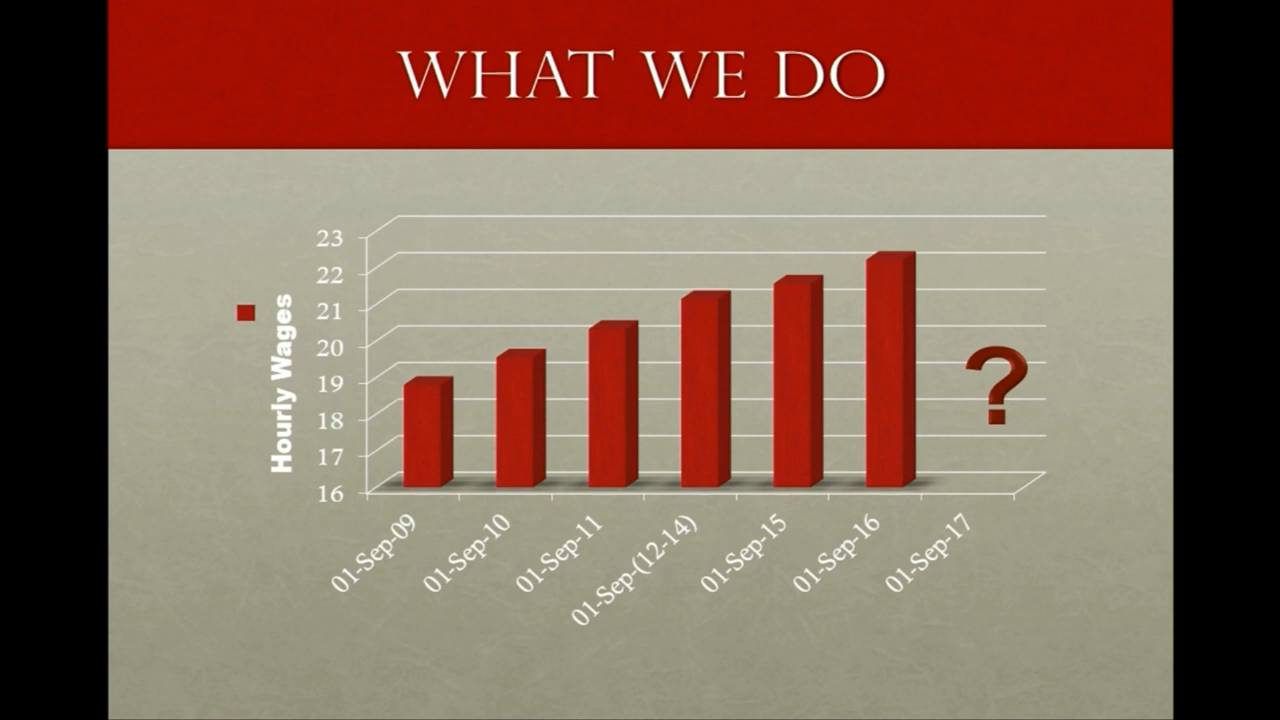 WHAT WE DO
Hourly Wages
23
22
21
20
19
18
17
16
?
01-Sep-09
01-Sep-10
01-Sep-11
01-Sep-(12-14)
01-Sep-15
01-Sep-16
01-Sep-17